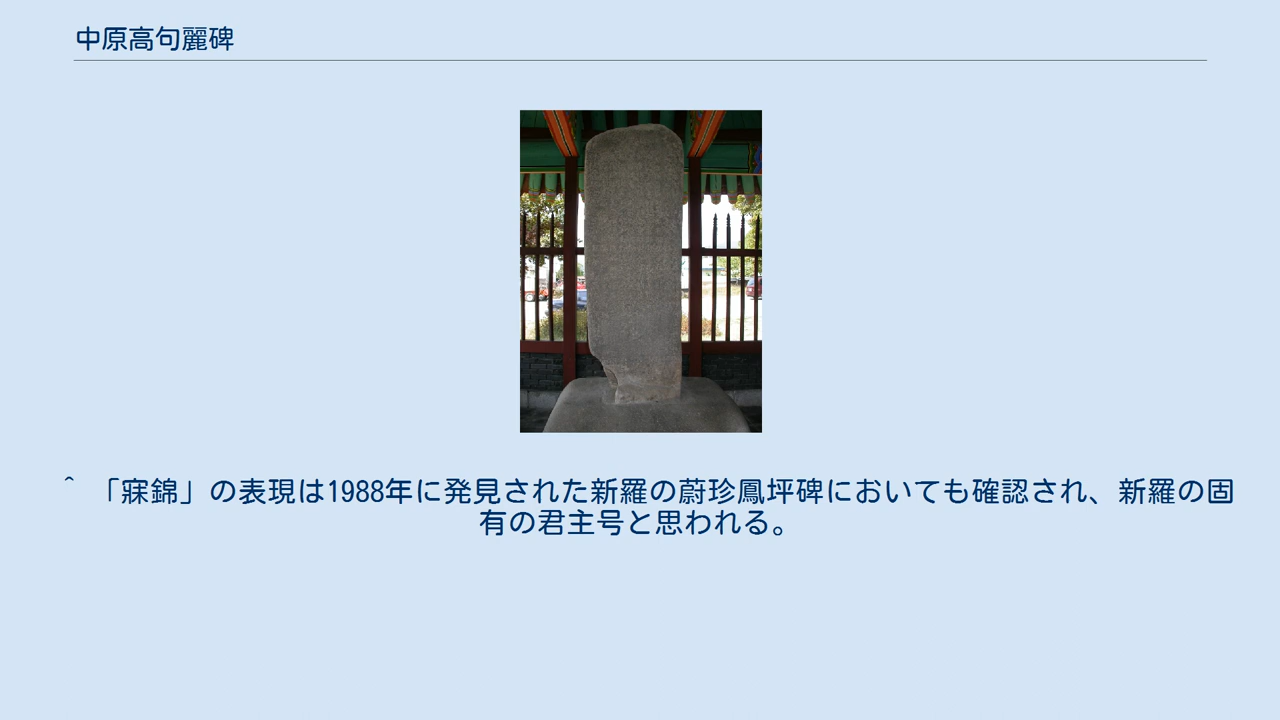 中原高句麗碑
^ 「寐錦」の表現は1988年に発見された新羅の蔚珍鳳坪碑においても確認され、新羅の固
有の君主号と思われる。